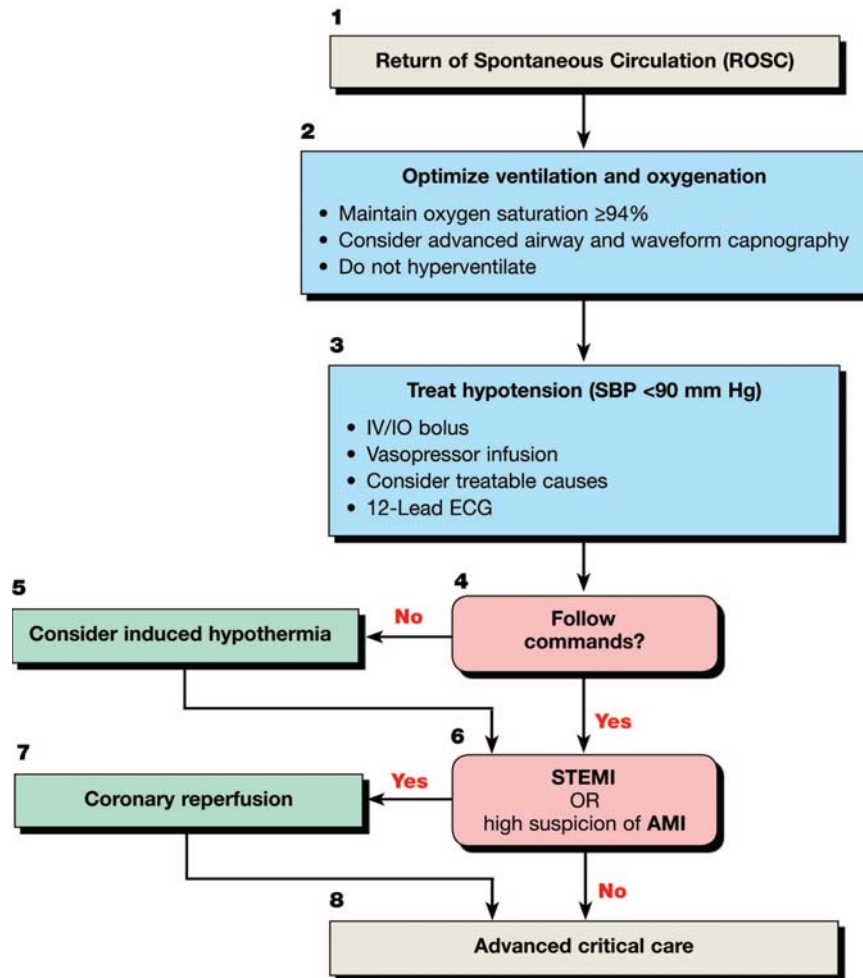 1
Return of Spontaneous Circulation (ROSC)
2
Optimize ventilation and oxygenation
• Maintain oxygen saturation ≥94%
• Consider advanced airway and waveform capnography
• Do not hyperventilate
3
Treat hypotension (SBP <90 mm Hg)
• IV/IO bolus
• Vasopressor infusion
• Consider treatable causes
• 12-Lead ECG
4
Follow
commands?
No
5
Consider induced hypothermia
Yes
6
STEMI
OR
high suspicion of AMI
Yes
7
Coronary reperfusion
No
8
Advanced critical care